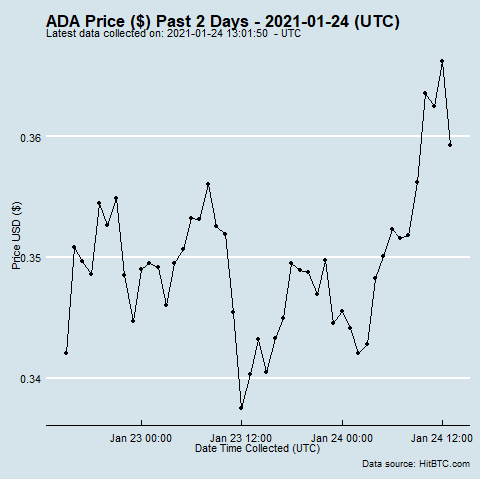 ADA Price ($) Past 2 Days - 2021-01-24 (UTC)
Latest data collected on: 2021-01-24 13:01:50  - UTC
0.36
0.35
0.34
Price USD ($)
Jan 23 00:00 Jan 23 12:00 Jan 24 00:00 Jan 24 12:00
Date Time Collected (UTC)
Data source: HitBTC.com